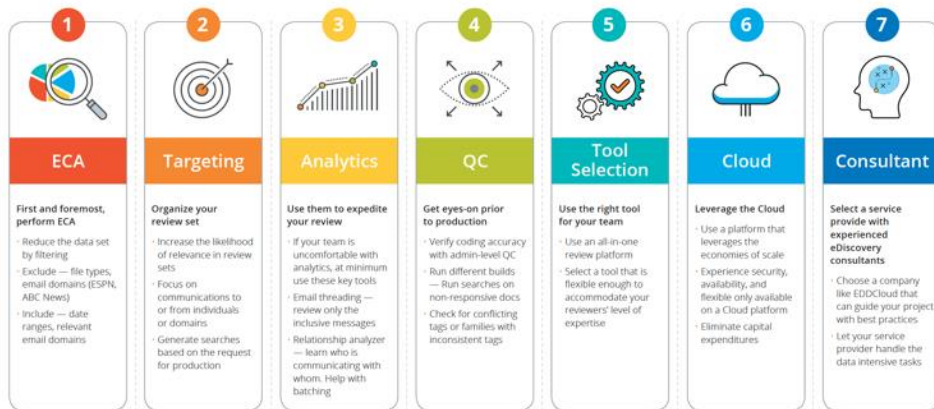 1
ECA
First and foremost,
perform ECA
· Reduce the data set
by filtering
· Exclude — file types,
email domains (ESPN,
ABC News)
· Include — date
ranges, relevant
email domains
2
Targeting
Organize your
review set
· Increase the likelihood
of relevance in review
sets
· Focus on
communications to
or from individuals
or domains
· Generate searches
based on the request
for production
3
Analytics
Use them to expedite
your review
· If your team is
uncomfortable with
analytics, at minimum
use these key tools
· Email threading —
review only the
inclusive messages
· Relationship analyzer
— learn who is
communicating with
whom. Help with
batching
4
QC
Get eyes-on prior
to production
· Verify coding accuracy
with admin-level QC
· Run different builds
— Run searches on
non-responsive docs
· Check for conflicting
tags or families with
inconsistent tags
5
Tool
Selection
Use the right tool
for your team
· Use an all-in-one
review platform
· Select a tool that is
flexible enough to
accommodate your
reviewers' level of
expertise
6
Cloud
Leverage the Cloud
· Use a platform that
leverages the
economies of scale
· Experience security,
availability, and
flexible only available
on a Cloud platform
· Eliminate capital
expenditures
7
Consultant
Select a service
provide with
experienced
eDiscovery
consultants
· Choose a company
like EDDCloud that
can guide your project
with best practices
· Let your service
provider handle the
data intensive tasks